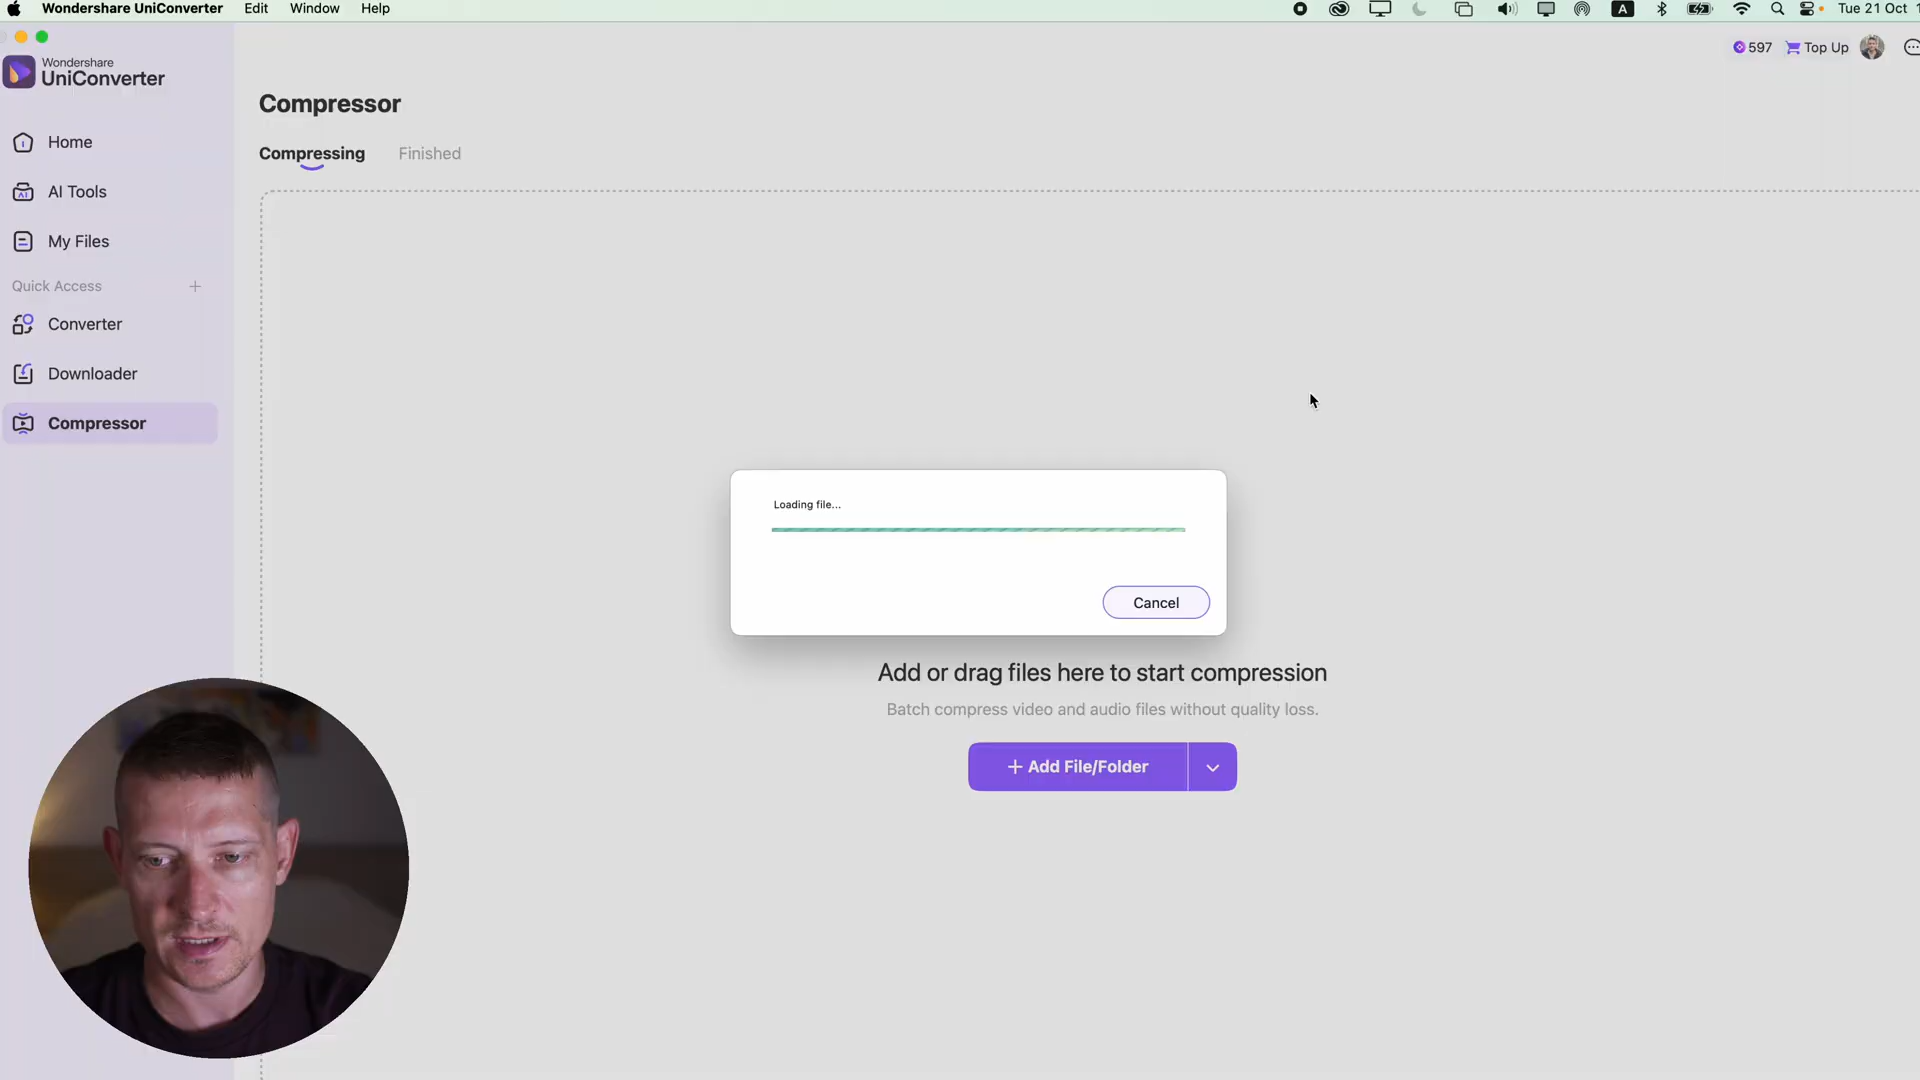 Wondershare UniConverter Edit Window Help A Tue 21 Oct
597 Top Up
Wondershare
UniConverter
Home
AI Tools
My Files
Quick Access
Converter
Downloader
Compressor
Compressor
Compressing Finished
Loading file...
Cancel
Add or drag files here to start compression
Batch compress video and audio files without quality loss.
+ Add File/Folder